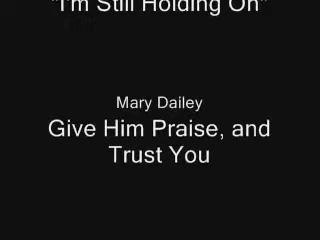 "I'm Still Holding On"
Mary Dailey
Give Him Praise, and
Trust You